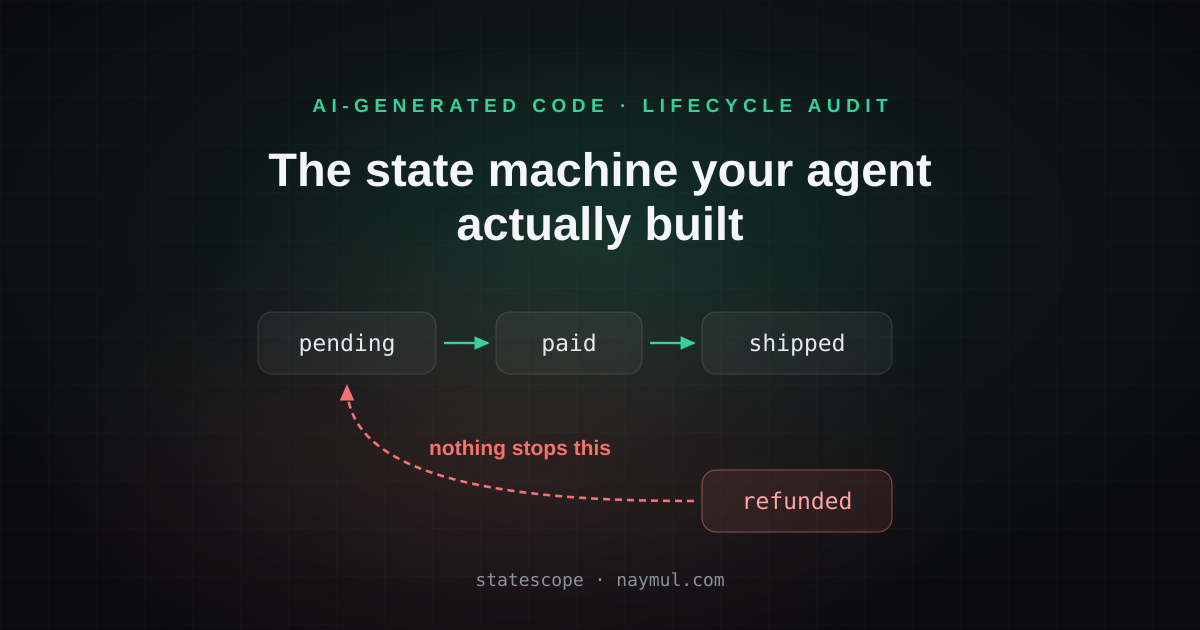 AI-GENERATED CODE · LIFECYCLE AUDIT
The state machine your agent
actually built
pending
paid
shipped
nothing stops this
refunded
statescope · naymul.com